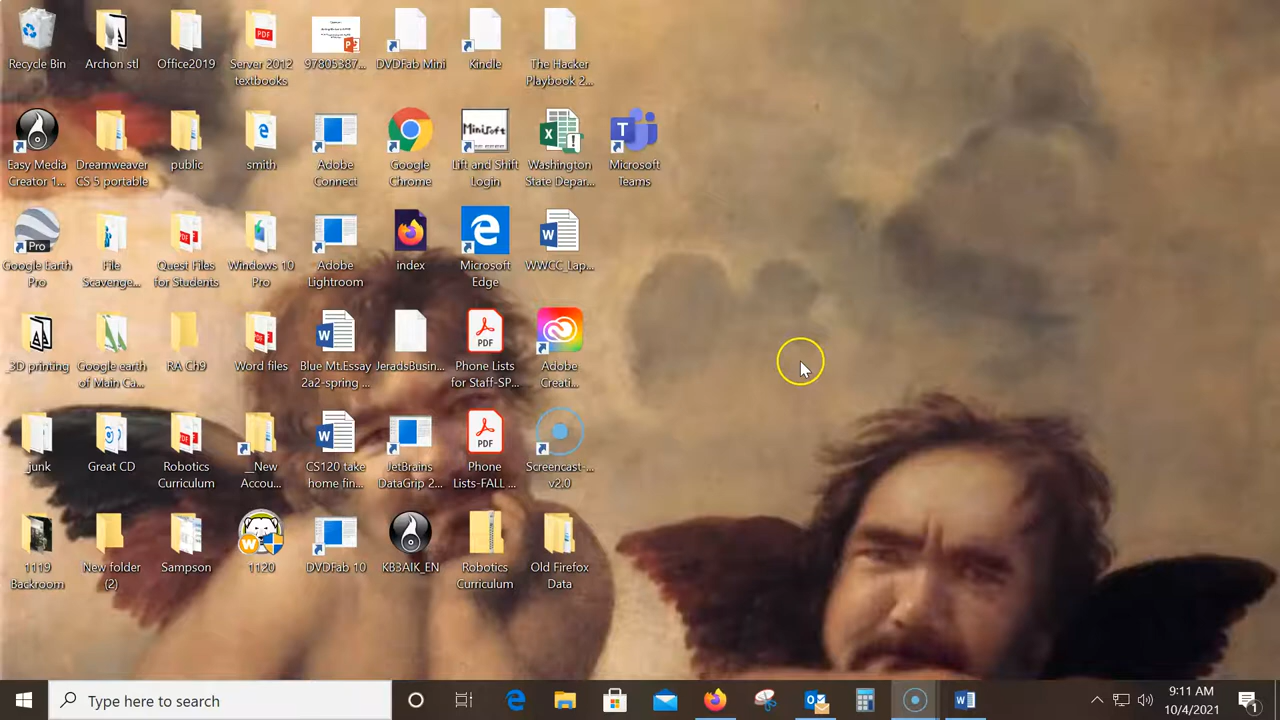 Recycle Bin
Archon stl
Office2019
Server 2012
textbooks
97805387...
DVDFab Mini
Kindle
The Hacker
Playbook 2...
Easy Media
Creator 1...
Dreamweaver
CS 5 portable
public
smith
Adobe
Connect
Google
Chrome
MiniSoft
Lift and Shift
Login
Washington
State Depar...
Microsoft
Teams
Pro
Google Earth
Pro
File
Scavenge...
Quest Files
for Students
Windows 10
Pro
Adobe
Lightroom
index
Microsoft
Edge
WWCC_Lap...
_3D printing
Google earth
of Main Ca...
RA Ch9
Word files
Blue Mt.Essay
2a2-spring ...
JeradsBusin...
PDF
Phone Lists
for Staff-SP...
Adobe
Creati...
_junk
Great CD
Robotics
Curriculum
__New
Accou...
CS120 take
home fin...
JetBrains
DataGrip 2...
PDF
Phone
Lists-FALL ...
Screencast-...
v2.0
1119
Backroom
New folder
(2)
Sampson
1120
DVDFab 10
KB3AIK_EN
Robotics
Curriculum
Old Firefox
Data
Type here to search
9:11 AM
10/4/2021
1